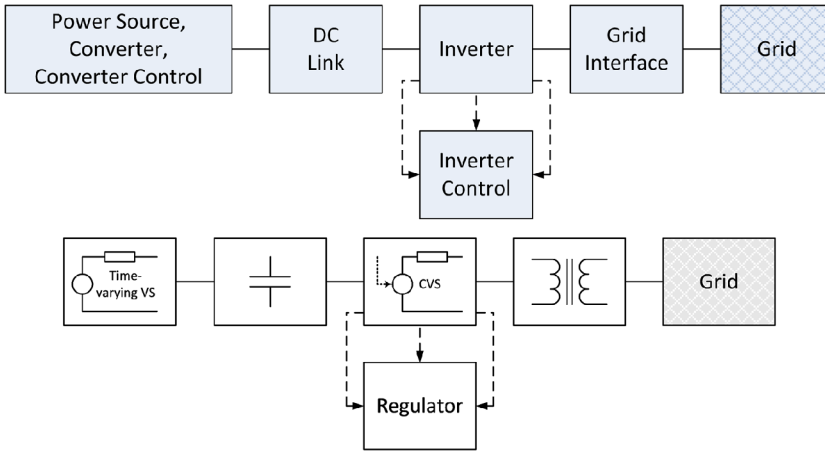 Power Source,
Converter,
Converter Control
DC
Link
Inverter
Grid
Interface
Grid
Inverter
Control
Time-
varying VS
CVS
Grid
Regulator